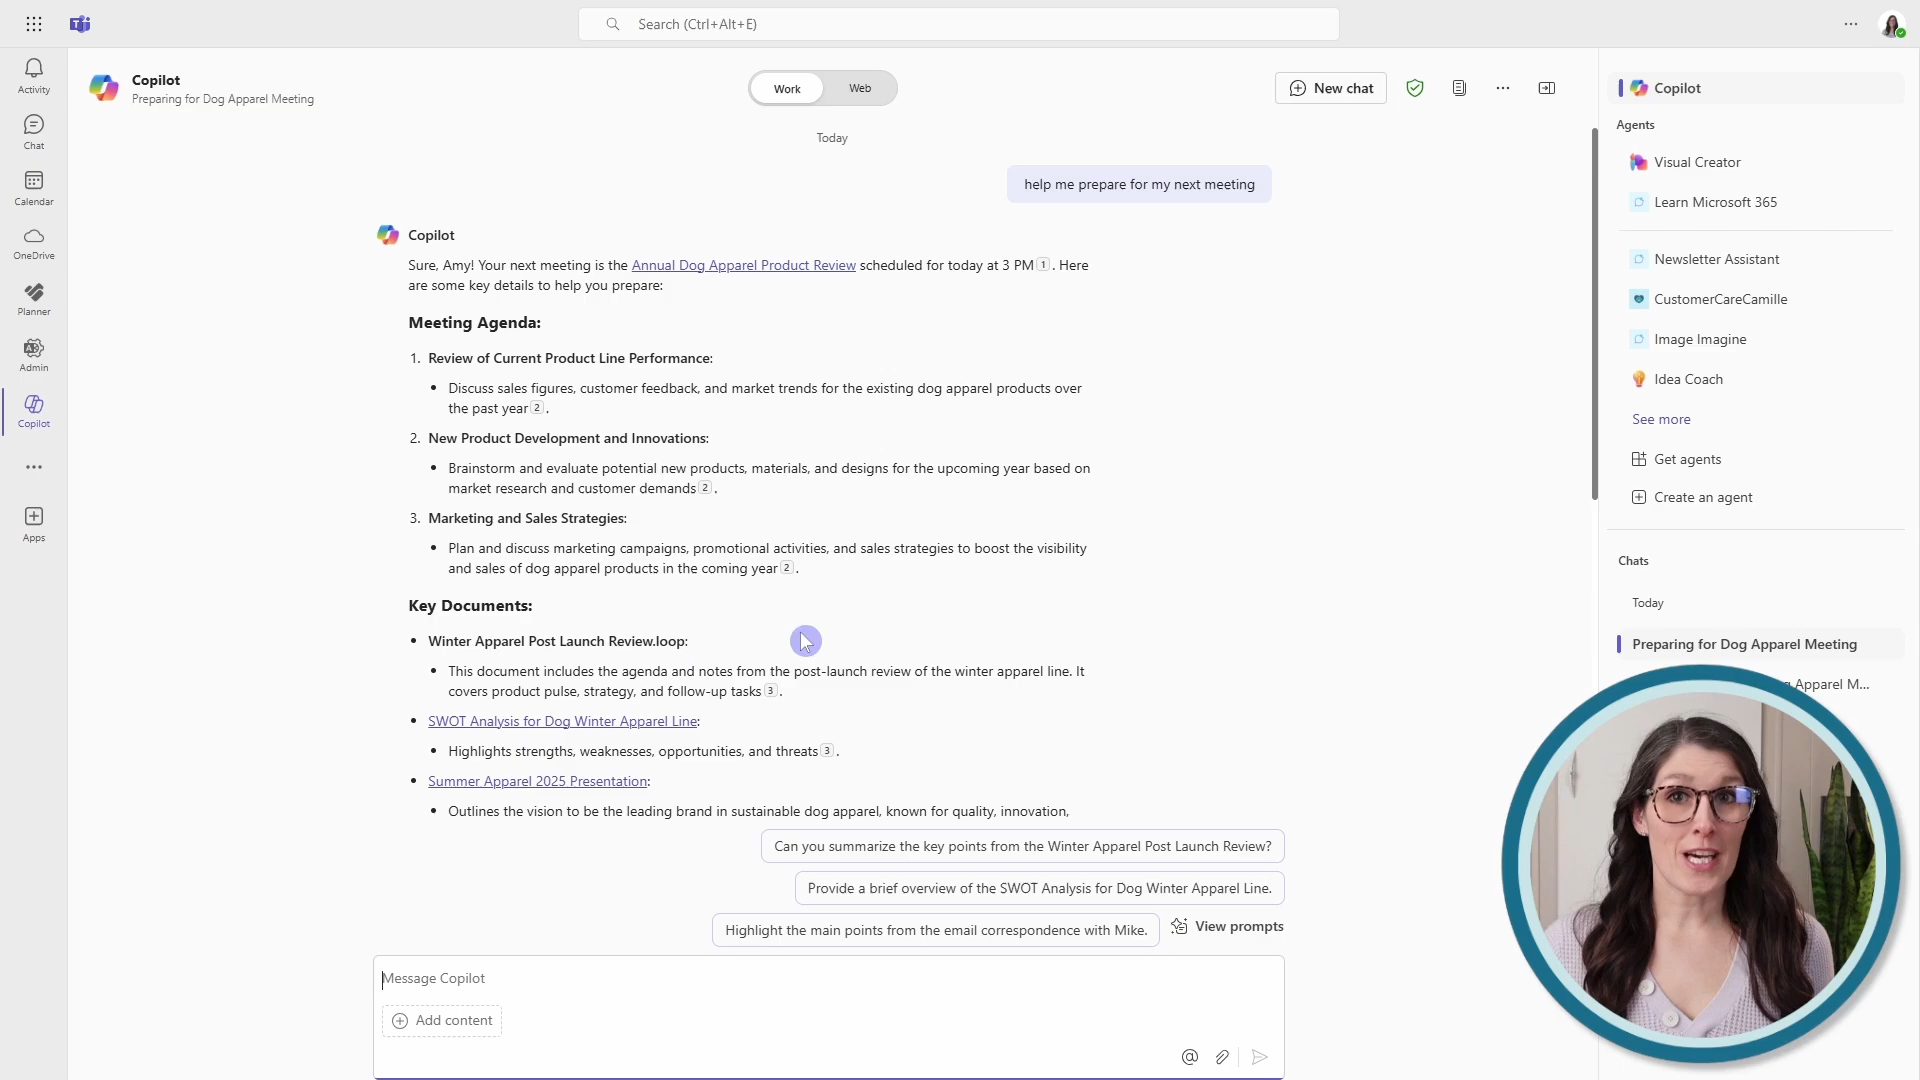 Search (Ctrl+Alt+E)
Activity
Chat
Calendar
OneDrive
Planner
Admin
Copilot
Apps
Copilot
Preparing for Dog Apparel Meeting
Work
Web
New chat
Today
help me prepare for my next meeting
Copilot
Sure, Amy! Your next meeting is the Annual Dog Apparel Product Review scheduled for today at 3 PM 1 . Here
are some key details to help you prepare:
Meeting Agenda:
1. Review of Current Product Line Performance:
• Discuss sales figures, customer feedback, and market trends for the existing dog apparel products over
the past year 2 .
2. New Product Development and Innovations:
• Brainstorm and evaluate potential new products, materials, and designs for the upcoming year based on
market research and customer demands 2 .
3. Marketing and Sales Strategies:
• Plan and discuss marketing campaigns, promotional activities, and sales strategies to boost the visibility
and sales of dog apparel products in the coming year 2 .
Key Documents:
• Winter Apparel Post Launch Review.loop:
• This document includes the agenda and notes from the post-launch review of the winter apparel line. It
covers product pulse, strategy, and follow-up tasks 3 .
• SWOT Analysis for Dog Winter Apparel Line:
• Highlights strengths, weaknesses, opportunities, and threats 3 .
• Summer Apparel 2025 Presentation:
• Outlines the vision to be the leading brand in sustainable dog apparel, known for quality, innovation,
Can you summarize the key points from the Winter Apparel Post Launch Review?
Provide a brief overview of the SWOT Analysis for Dog Winter Apparel Line.
Highlight the main points from the email correspondence with Mike.
View prompts
Message Copilot
Add content
Copilot
Agents
Visual Creator
Learn Microsoft 365
Newsletter Assistant
CustomerCareCamille
Image Imagine
Idea Coach
See more
Get agents
Create an agent
Chats
Today
Preparing for Dog Apparel Meeting
Apparel M...